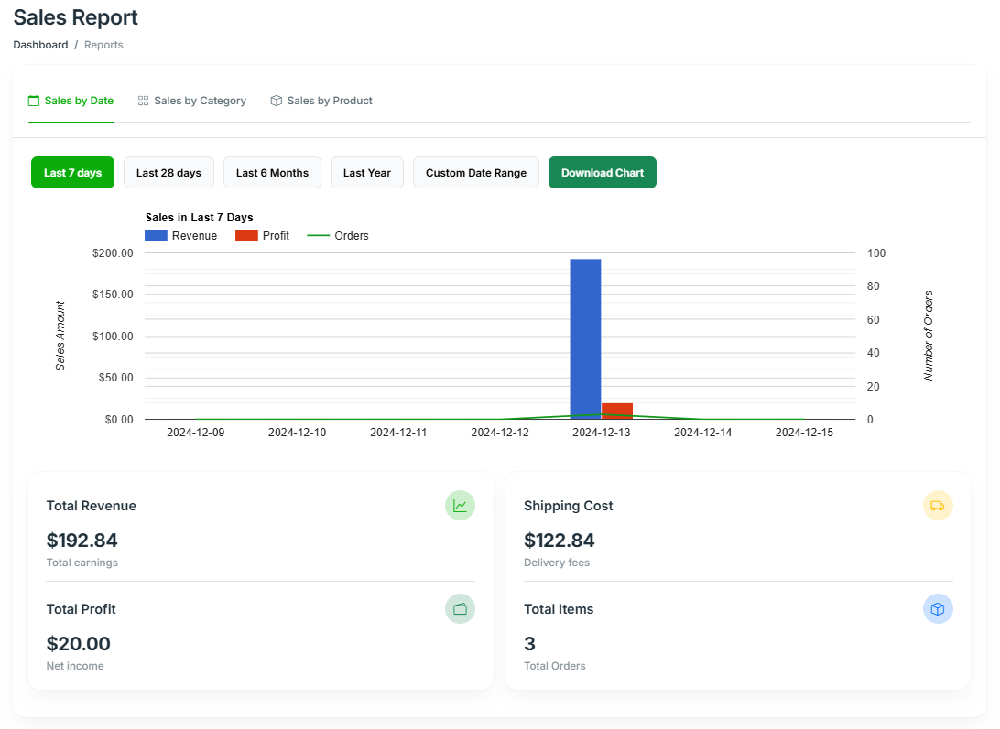 Sales Report
Dashboard / Reports
Sales by Date Sales by Category Sales by Product
Last 7 days Last 28 days Last 6 Months Last Year Custom Date Range Download Chart
Sales in Last 7 Days
Revenue Profit Orders
Sales Amount
$200.00
$150.00
$100.00
$50.00
$0.00
100
80
60
40
20
0
Number of Orders
2024-12-09 2024-12-10 2024-12-11 2024-12-12 2024-12-13 2024-12-14 2024-12-15
Total Revenue
$192.84
Total earnings
Total Profit
$20.00
Net income
Shipping Cost
$122.84
Delivery fees
Total Items
3
Total Orders